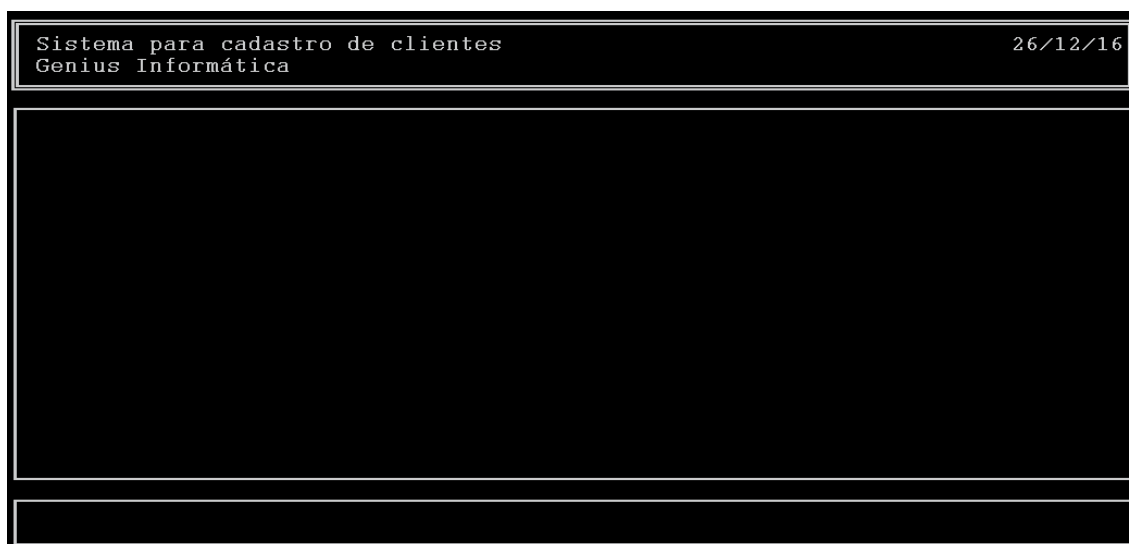 Sistema para cadastro de clientes 26/12/16
Genius Informática